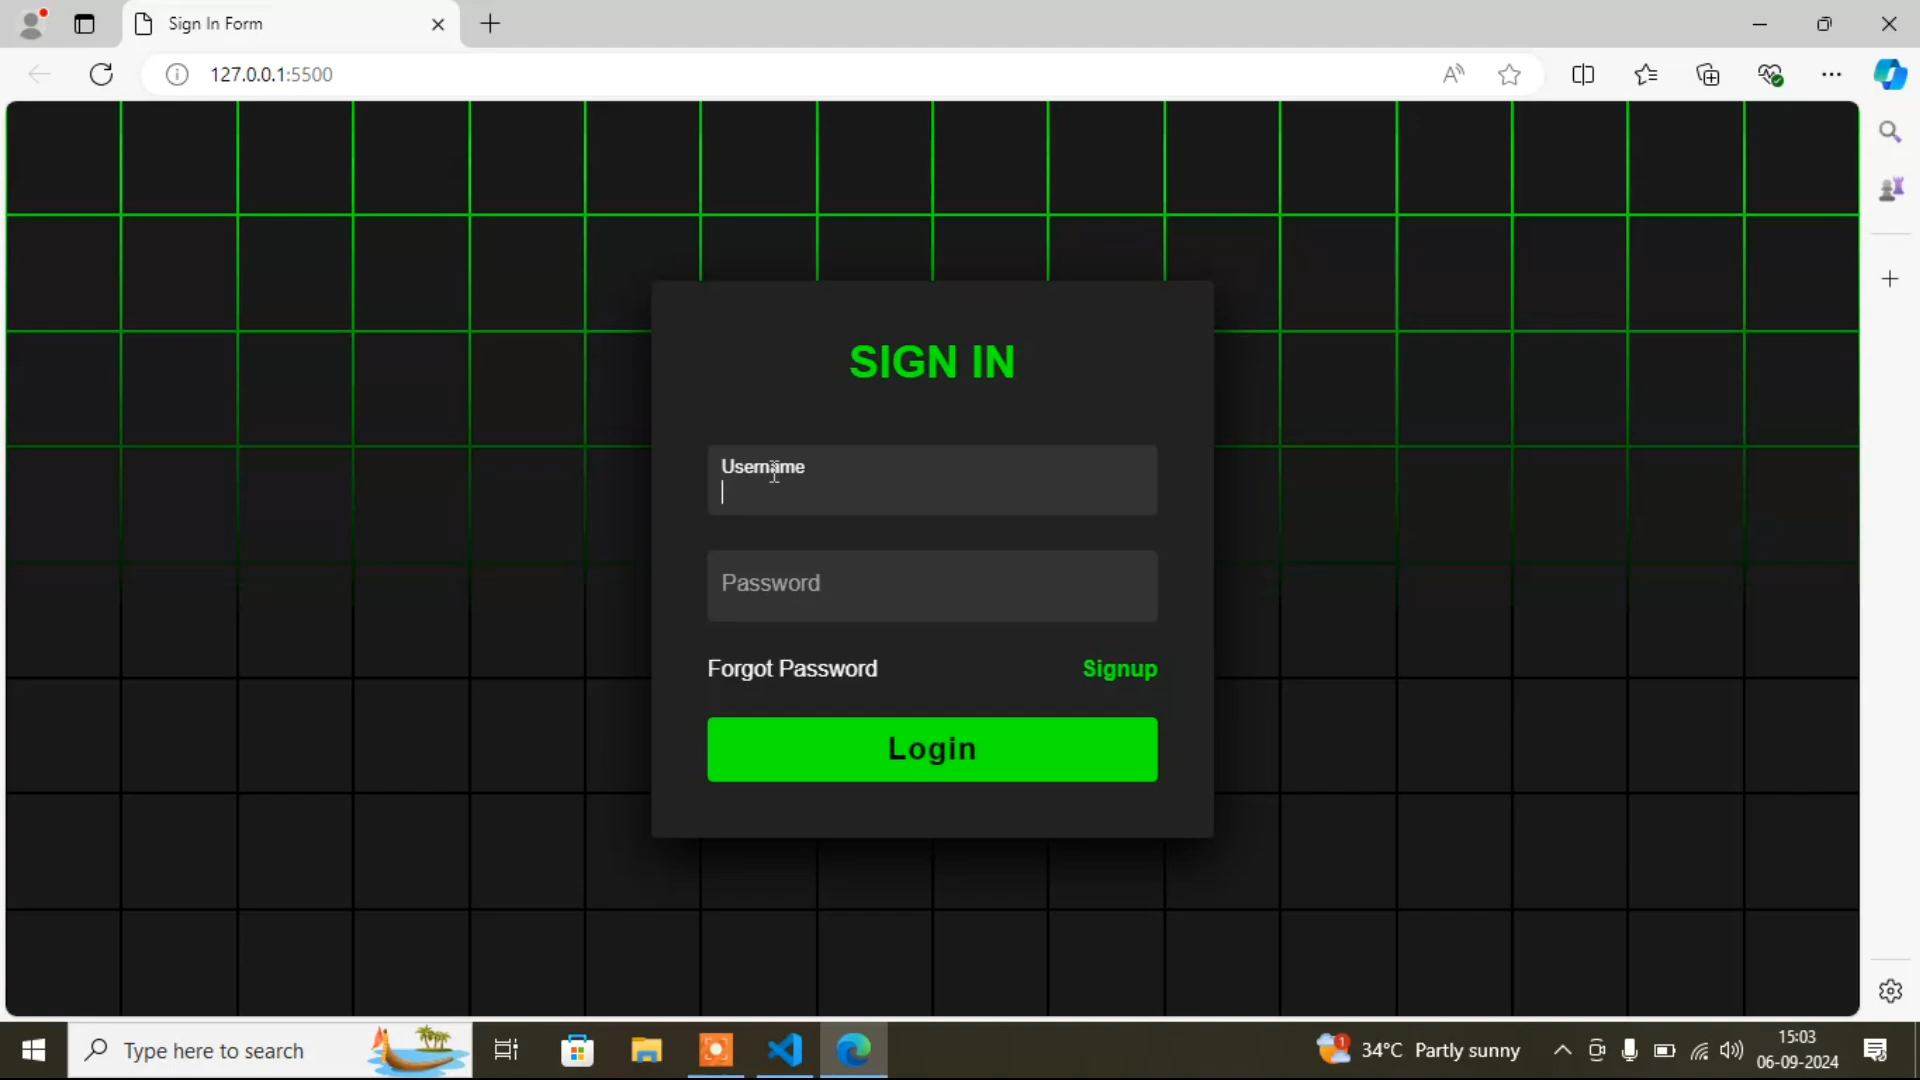 Sign In Form
127.0.0.1:5500
SIGN IN
Username
Password
Forgot Password
Signup
Login
Type here to search
34°C Partly sunny
15:03
06-09-2024